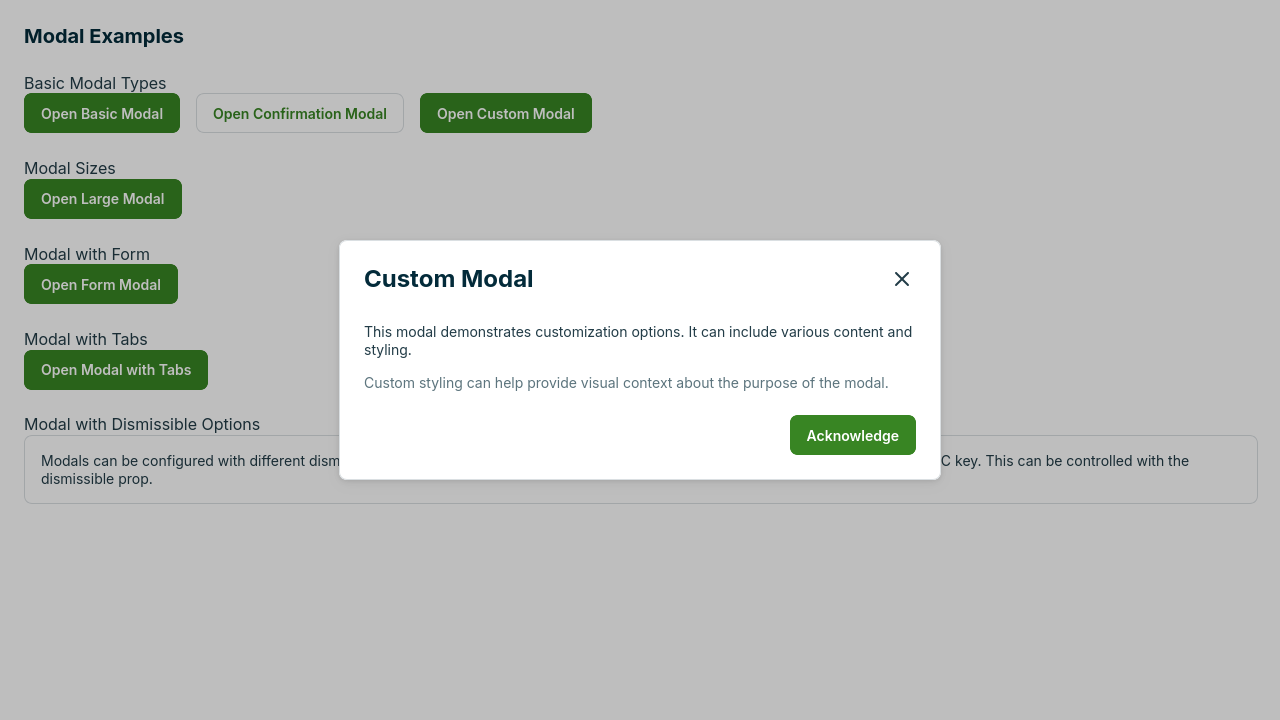 Modal Examples
Basic Modal Types
Open Basic Modal
Open Confirmation Modal
Open Custom Modal
Modal Sizes
Open Large Modal
Modal with Form
Open Form Modal
Modal with Tabs
Open Modal with Tabs
Modal with Dismissible Options
Modals can be configured with different
key. This can be controlled with the
dismissible prop.
Custom Modal
This modal demonstrates customization options. It can include various content and
styling.
Custom styling can help provide visual context about the purpose of the modal.
Acknowledge